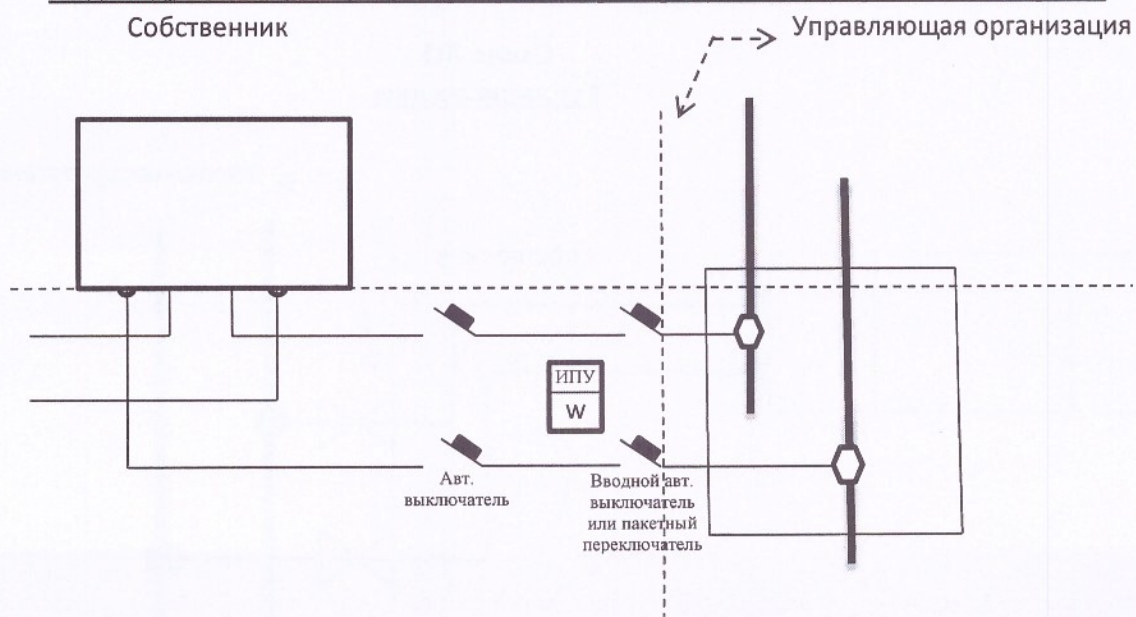 Собственник
Управляющая организация
ИПУ
W
Авт.
выключатель
Вводной авт.
выключатель
или пакетный
переключатель